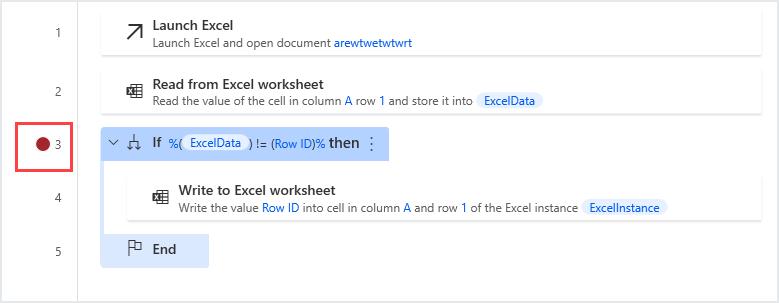 1
Launch Excel
Launch Excel and open document arewtwetwtwrt
2
Read from Excel worksheet
Read the value of the cell in column A row 1 and store it into ExcelData
3
If %( ExcelData ) != (Row ID)% then
4
Write to Excel worksheet
Write the value Row ID into cell in column A and row 1 of the Excel instance ExcelInstance
5
End